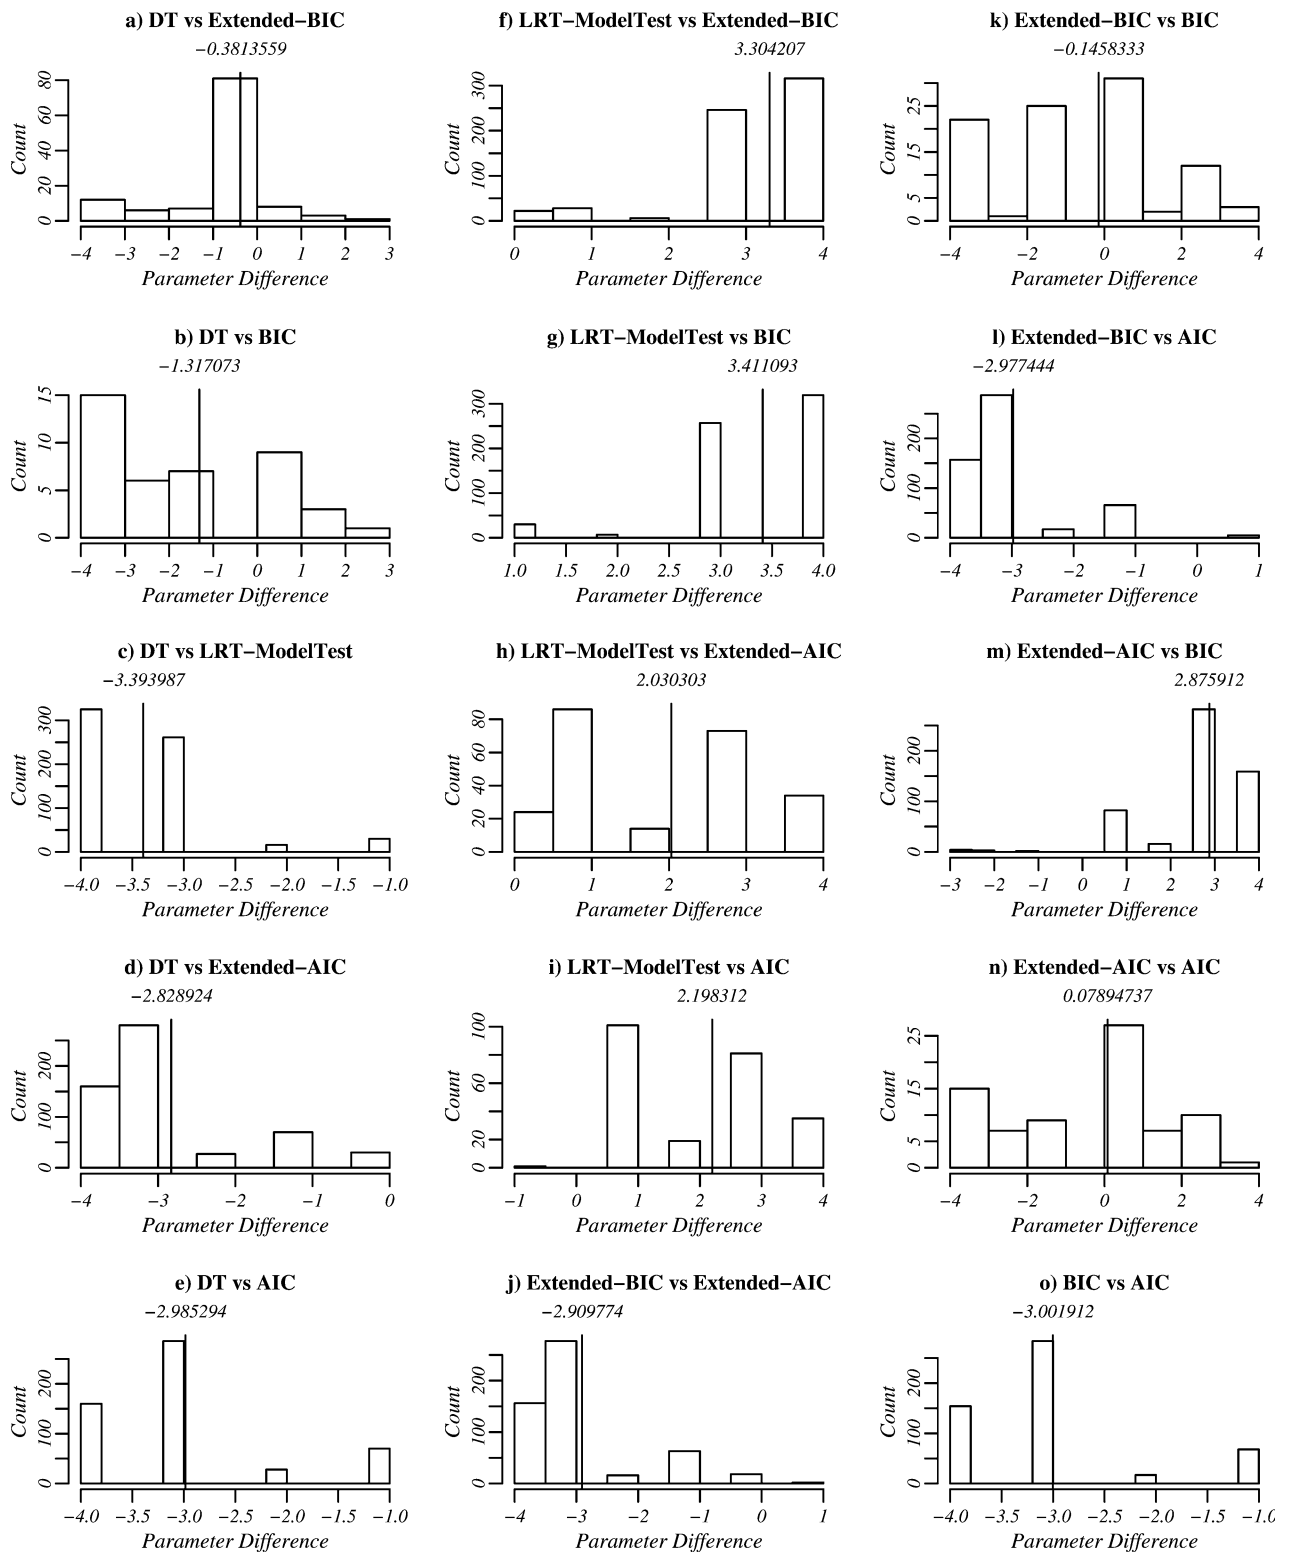 a) DT vs Extended−BIC
−0.3813559
Count
0 20 40 60 80
−4 −3 −2 −1 0 1 2 3
Parameter Difference
f) LRT−ModelTest vs Extended−BIC
3.304207
Count
0 100 200 300
0 1 2 3 4
Parameter Difference
k) Extended−BIC vs BIC
−0.1458333
Count
5 15 25
−4 −2 0 2 4
Parameter Difference
b) DT vs BIC
−1.317073
Count
0 5 10 15
−4 −3 −2 −1 0 1 2 3
Parameter Difference
g) LRT−ModelTest vs BIC
3.411093
Count
0 100 200 300
1.0 1.5 2.0 2.5 3.0 3.5 4.0
Parameter Difference
l) Extended−BIC vs AIC
−2.977444
Count
0 100 200
−4 −3 −2 −1 0 1
Parameter Difference
c) DT vs LRT−ModelTest
−3.393987
Count
0 100 200 300
−4.0 −3.5 −3.0 −2.5 −2.0 −1.5 −1.0
Parameter Difference
h) LRT−ModelTest vs Extended−AIC
2.030303
Count
0 20 40 60 80
0 1 2 3 4
Parameter Difference
m) Extended−AIC vs BIC
2.875912
Count
0 100 200
−3 −2 −1 0 1 2 3 4
Parameter Difference
d) DT vs Extended−AIC
−2.828924
Count
0 100 200
−4 −3 −2 −1 0
Parameter Difference
i) LRT−ModelTest vs AIC
2.198312
Count
0 20 60 100
−1 0 1 2 3 4
Parameter Difference
n) Extended−AIC vs AIC
0.07894737
Count
0 5 15 25
−4 −2 0 2 4
Parameter Difference
e) DT vs AIC
−2.985294
Count
0 100 200
−4.0 −3.5 −3.0 −2.5 −2.0 −1.5 −1.0
Parameter Difference
j) Extended−BIC vs Extended−AIC
−2.909774
Count
0 100 200
−4 −3 −2 −1 0 1
Parameter Difference
o) BIC vs AIC
−3.001912
Count
0 100 200
−4.0 −3.5 −3.0 −2.5 −2.0 −1.5 −1.0
Parameter Difference